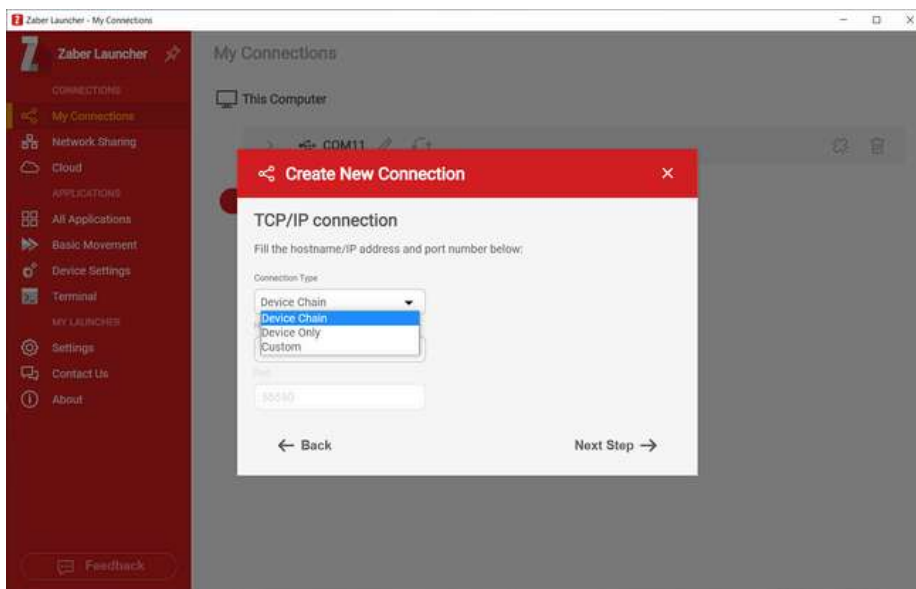 Zaber Launcher - My Connections
Zaber Launcher
My Connections
CONNECTIONS
This Computer
My Connections
Network Sharing
COM11
Cloud
Create New Connection
APPLICATIONS
All Applications
TCP/IP connection
Basic Movement
Fill the hostname/IP address and port number below:
Device Settings
Connection Type
Terminal
Device Chain
Device Chain
MY LAUNCHER
Device Only
Settings
Custom
Contact Us
Port
About
55550
Back
Next Step
Feedback